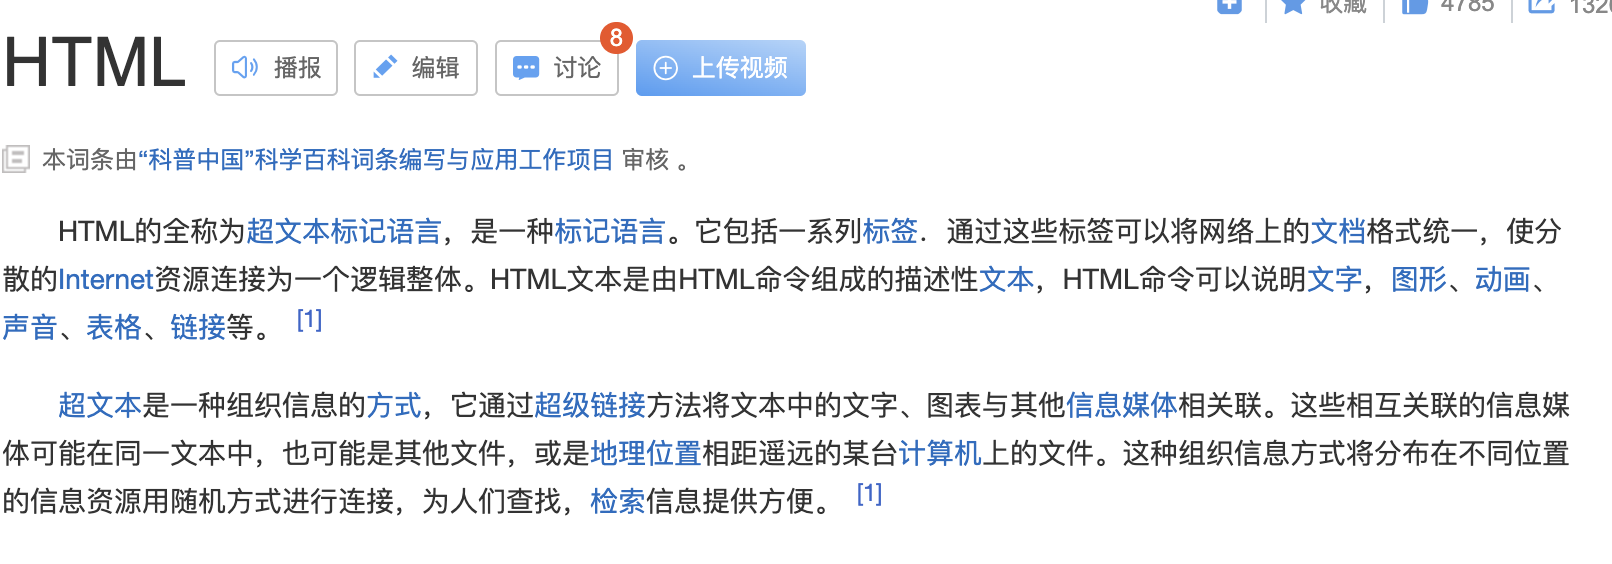 收藏
4785
HTML 播报 编辑 讨论 8 上传视频
本词条由“科普中国”科学百科词条编写与应用工作项目 审核 。
HTML的全称为超文本标记语言，是一种标记语言。它包括一系列标签．通过这些标签可以将网络上的文档格式统一，使分
散的Internet资源连接为一个逻辑整体。HTML文本是由HTML命令组成的描述性文本，HTML命令可以说明文字，图形、动画、
声音、表格、链接等。 [1]
超文本是一种组织信息的方式，它通过超级链接方法将文本中的文字、图表与其他信息媒体相关联。这些相互关联的信息媒
体可能在同一文本中，也可能是其他文件，或是地理位置相距遥远的某台计算机上的文件。这种组织信息方式将分布在不同位置
的信息资源用随机方式进行连接，为人们查找，检索信息提供方便。 [1]